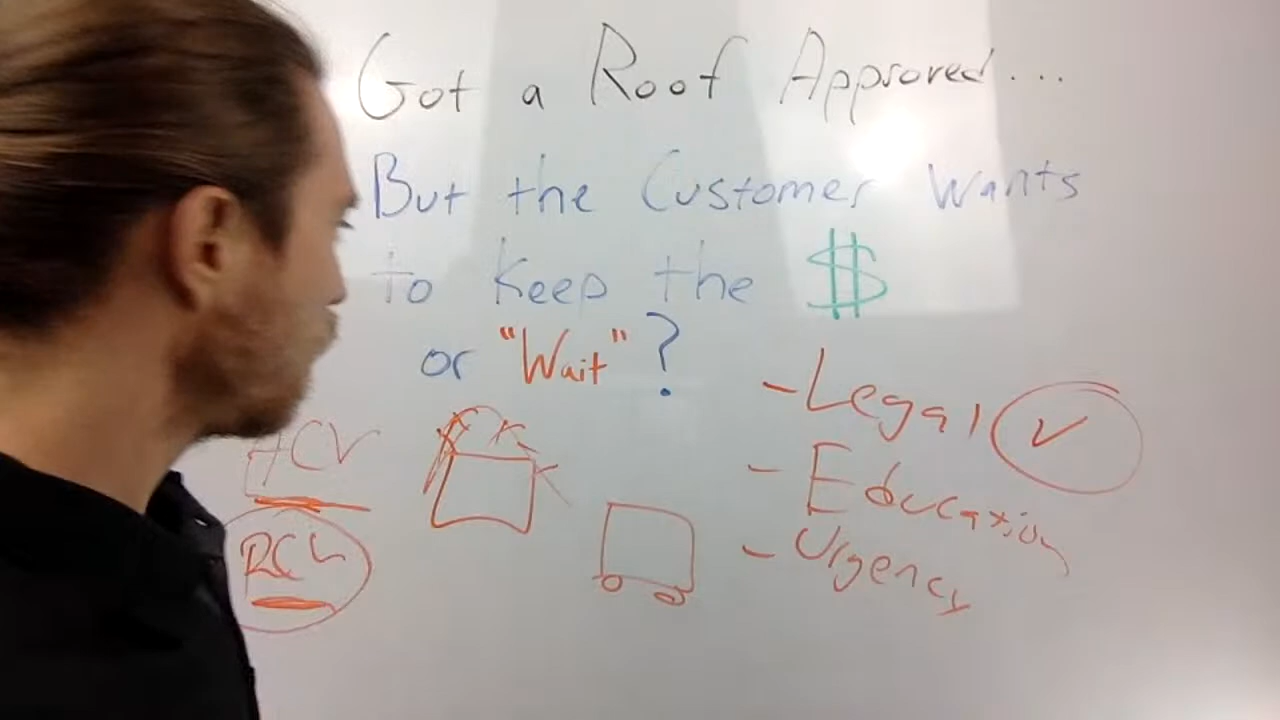 Got a Roof Approved...
But the Customer Wants
to Keep the $
or "Wait"?
- Legal ✓
- Education
- Urgency
ACV
RCV